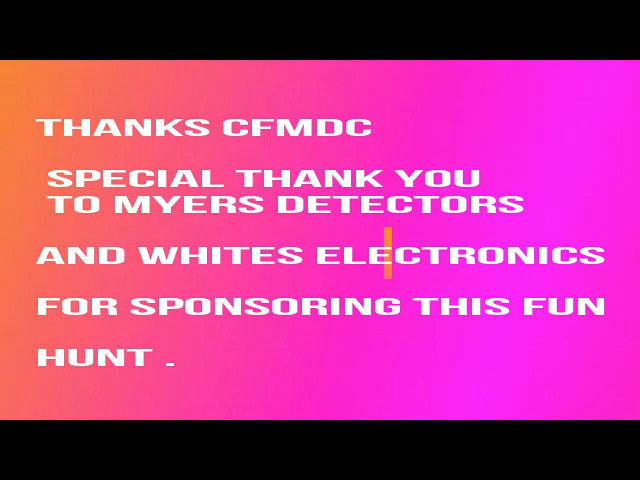 THANKS CFMDC
SPECIAL THANK YOU
TO MYERS DETECTORS
AND WHITES ELECTRONICS
FOR SPONSORING THIS FUN
HUNT .